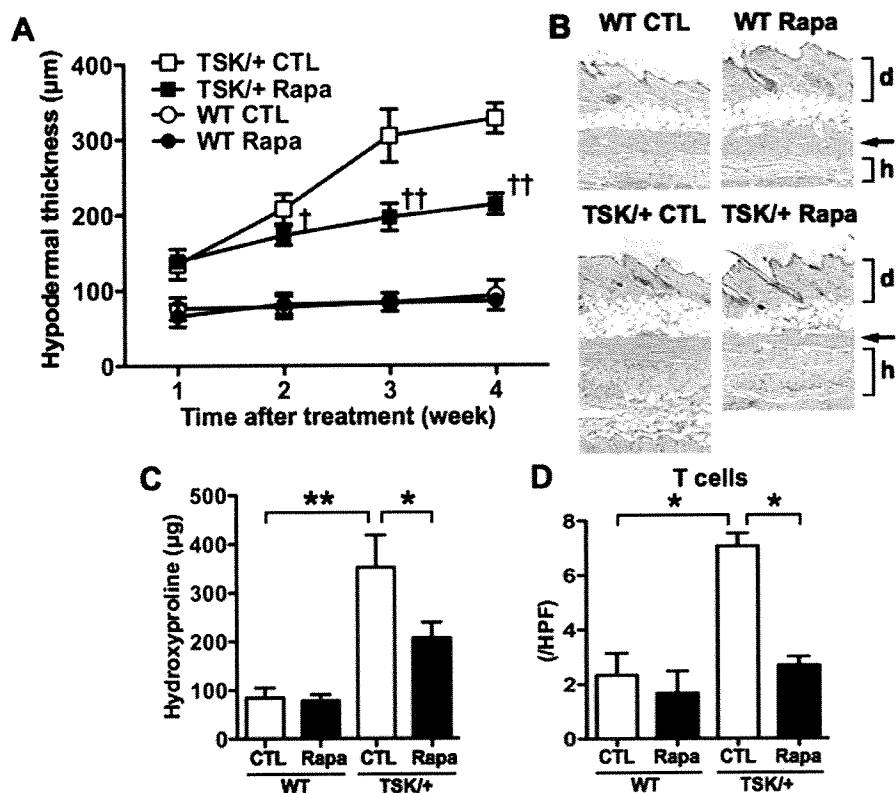 A
TSK/+ CTL
TSK/+ Rapa
WT CTL
WT Rapa
Hypodermal thickness (µm)
400
300
200
100
0
†
††
††
1 2 3 4
Time after treatment (week)
B
WT CTL WT Rapa
d
h
TSK/+ CTL TSK/+ Rapa
d
h
C
Hydroxyproline (µg)
500
400
300
200
100
0
** *
CTL Rapa CTL Rapa
WT TSK/+
D
T cells
(/HPF)
8
6
4
2
0
* *
CTL Rapa CTL Rapa
WT TSK/+